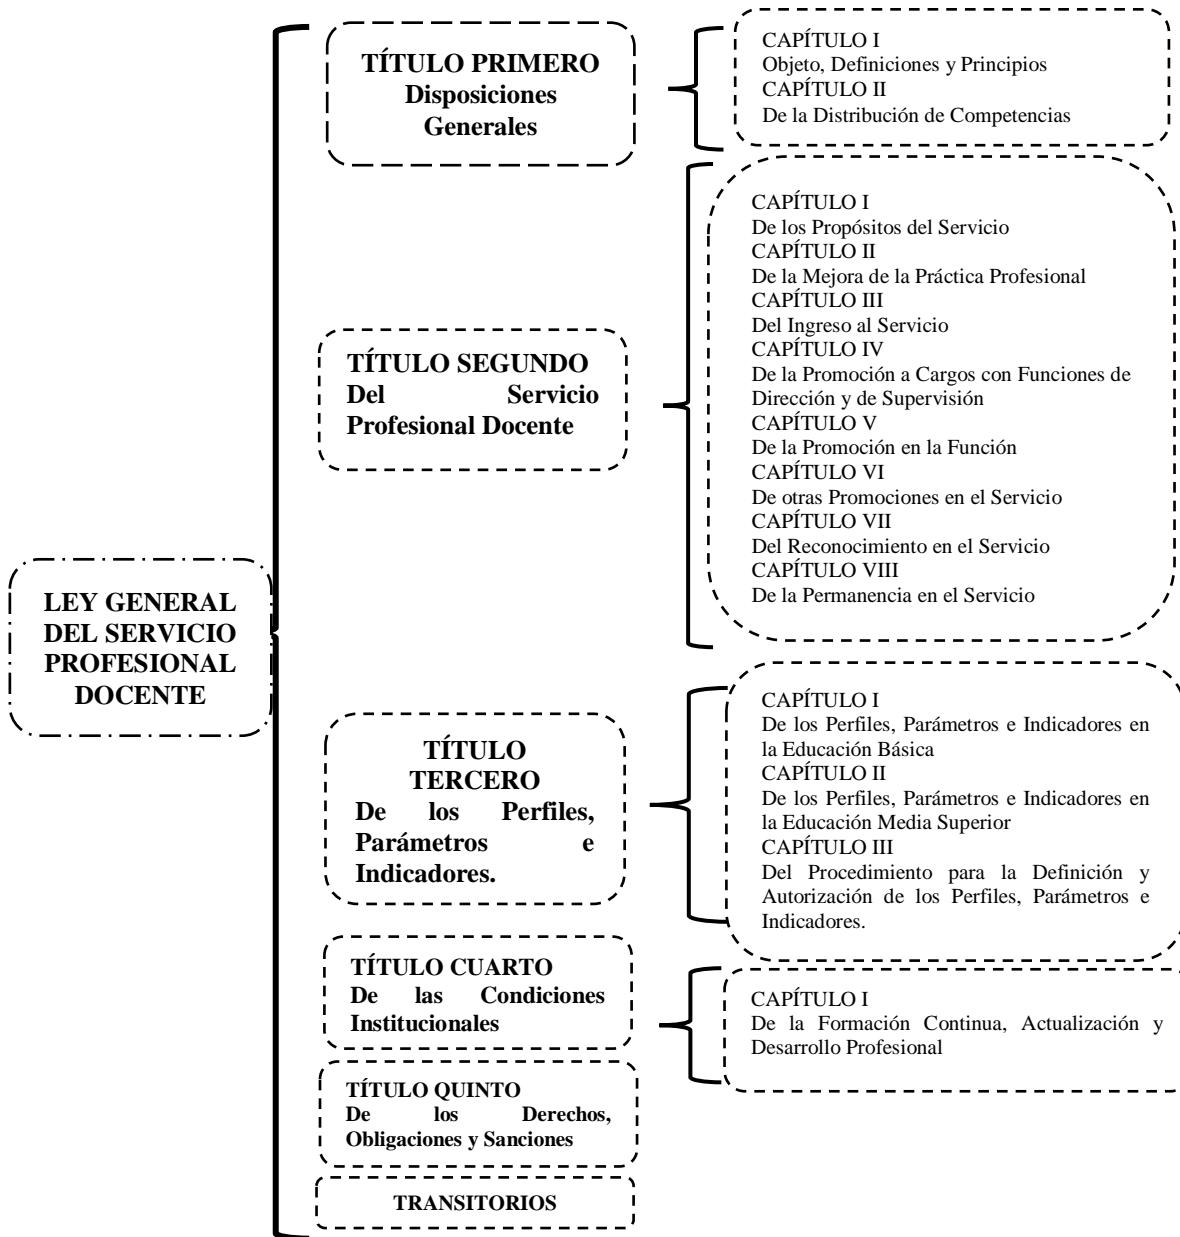 LEY GENERAL
DEL SERVICIO
PROFESIONAL
DOCENTE
TÍTULO PRIMERO
Disposiciones
Generales
CAPÍTULO I
Objeto, Definiciones y Principios
CAPÍTULO II
De la Distribución de Competencias
TÍTULO SEGUNDO
Del Servicio
Profesional Docente
CAPÍTULO I
De los Propósitos del Servicio
CAPÍTULO II
De la Mejora de la Práctica Profesional
CAPÍTULO III
Del Ingreso al Servicio
CAPÍTULO IV
De la Promoción a Cargos con Funciones de
Dirección y de Supervisión
CAPÍTULO V
De la Promoción en la Función
CAPÍTULO VI
De otras Promociones en el Servicio
CAPÍTULO VII
Del Reconocimiento en el Servicio
CAPÍTULO VIII
De la Permanencia en el Servicio
TÍTULO
TERCERO
De los Perfiles,
Parámetros e
Indicadores.
CAPÍTULO I
De los Perfiles, Parámetros e Indicadores en
la Educación Básica
CAPÍTULO II
De los Perfiles, Parámetros e Indicadores en
la Educación Media Superior
CAPÍTULO III
Del Procedimiento para la Definición y
Autorización de los Perfiles, Parámetros e
Indicadores.
TÍTULO CUARTO
De las Condiciones
Institucionales
CAPÍTULO I
De la Formación Continua, Actualización y
Desarrollo Profesional
TÍTULO QUINTO
De los Derechos,
Obligaciones y Sanciones
TRANSITORIOS